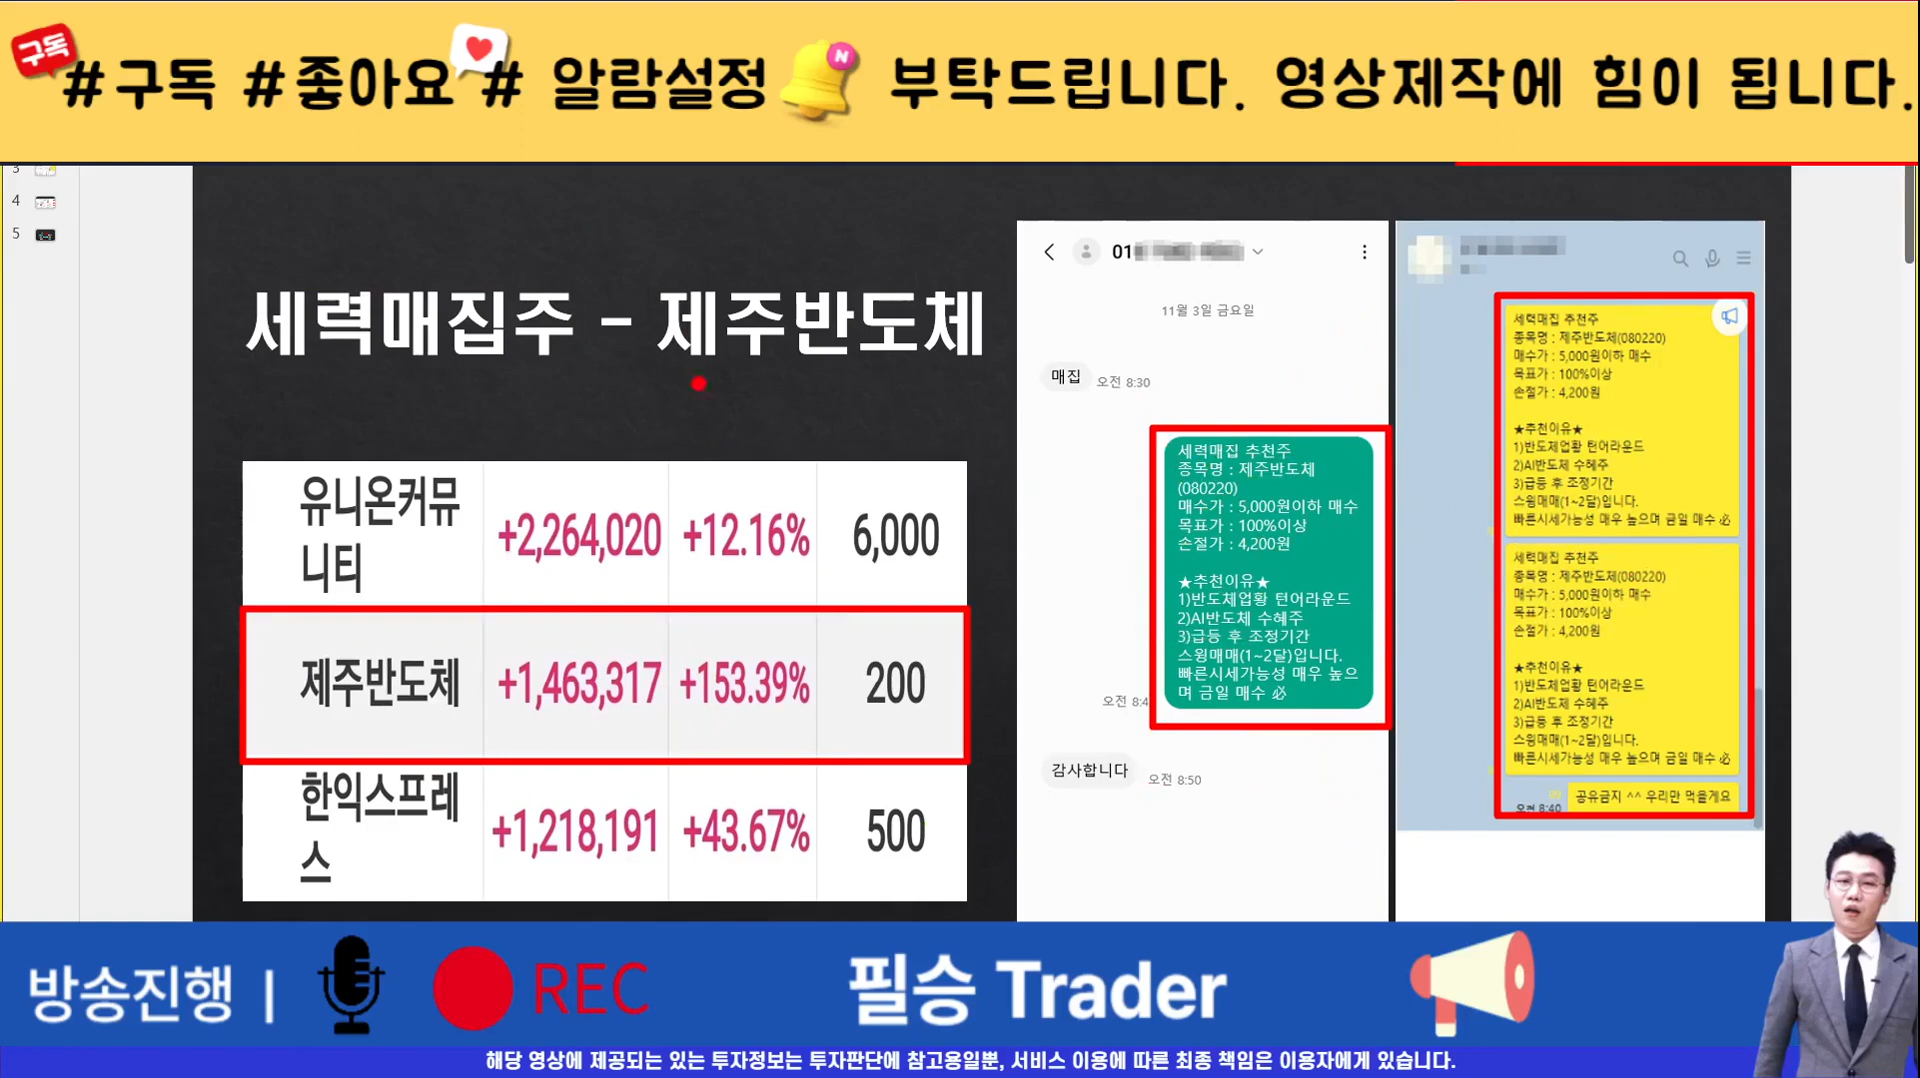 구독
#구독 #좋아요 # 알람설정 N 부탁드립니다. 영상제작에 힘이 됩니다.
3
4
5
세력매집주 - 제주반도체
유니온커뮤
니티
+2,264,020 +12.16% 6,000
제주반도체 +1,463,317 +153.39% 200
한익스프레
스
+1,218,191 +43.67% 500
01
11월 3일 금요일
매집 오전 8:30
세력매집 추천주
종목명 : 제주반도체
(080220)
매수가 : 5,000원이하 매수
목표가 : 100%이상
손절가 : 4,200원
★추천이유★
1)반도체업황 턴어라운드
2)AI반도체 수혜주
3)급등 후 조정기간
스윙매매(1~2달)입니다.
빠른시세가능성 매우 높으
며 금일 매수 必
오전 8:4
감사합니다 오전 8:50
세력매집 추천주
종목명 : 제주반도체(080220)
매수가 : 5,000원이하 매수
목표가 : 100%이상
손절가 : 4,200원
★추천이유★
1)반도체업황 턴어라운드
2)AI반도체 수혜주
3)급등 후 조정기간
스윙매매(1~2달)입니다.
빠른시세가능성 매우 높으며 금일 매수 必
세력매집 추천주
종목명 : 제주반도체(080220)
매수가 : 5,000원이하 매수
목표가 : 100%이상
손절가 : 4,200원
★추천이유★
1)반도체업황 턴어라운드
2)AI반도체 수혜주
3)급등 후 조정기간
스윙매매(1~2달)입니다.
빠른시세가능성 매우 높으며 금일 매수 必
오전 8:40 공유금지 ^^ 우리만 먹을게요
방송진행 | REC 필승 Trader
해당 영상에 제공되는 있는 투자정보는 투자판단에 참고용일뿐, 서비스 이용에 따른 최종 책임은 이용자에게 있습니다.